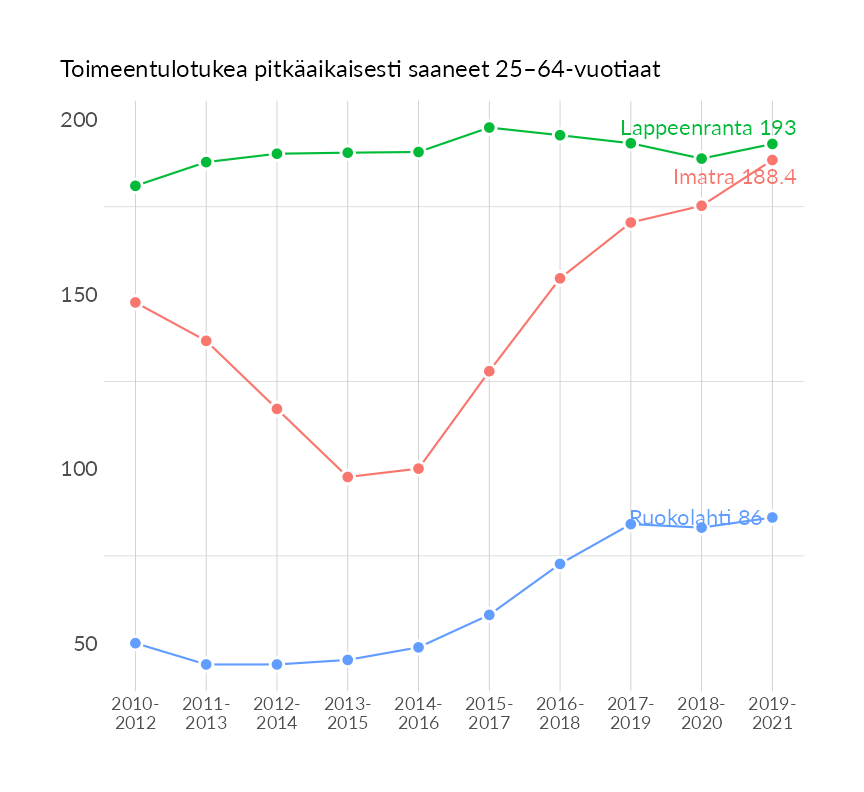 Toimeentulotukea pitkäaikaisesti saaneet 25–64-vuotiaat
200
Lappeenranta 193
Imatra 188.4
150
100
Ruokolahti 86
50
2010- 2011- 2012- 2013- 2014- 2015- 2016- 2017- 2018- 2019-
2012 2013 2014 2015 2016 2017 2018 2019 2020 2021